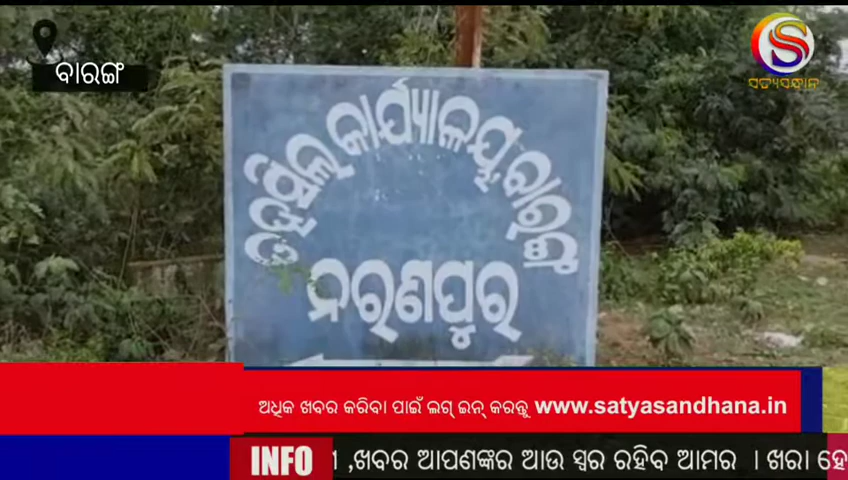 ବାରଙ୍ଗ
ସତ୍ୟସନ୍ଧାନ
ତହସିଲ କାର୍ଯ୍ୟାଳୟ, ବାରଙ୍ଗ
ନରଣପୁର
ଅଧିକ ଖବର କରିବା ପାଇଁ ଲଗ୍ ଇନ୍ କରନ୍ତୁ www.satyasandhana.in
INFO ,ଖବର ଆପଣଙ୍କର ଆଉ ସ୍ୱର ରହିବ ଆମର । ଖରା ହେ